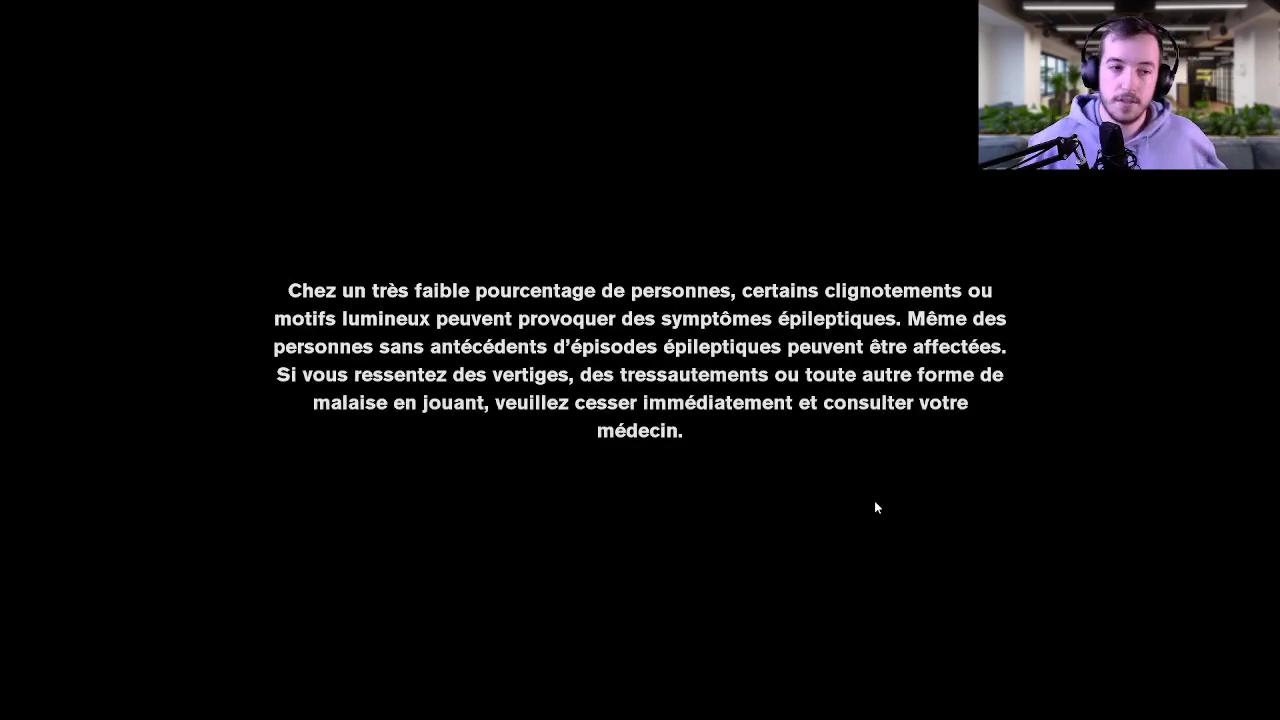 Chez un très faible pourcentage de personnes, certains clignotements ou
motifs lumineux peuvent provoquer des symptômes épileptiques. Même des
personnes sans antécédents d’épisodes épileptiques peuvent être affectées.
Si vous ressentez des vertiges, des tressautements ou toute autre forme de
malaise en jouant, veuillez cesser immédiatement et consulter votre
médecin.